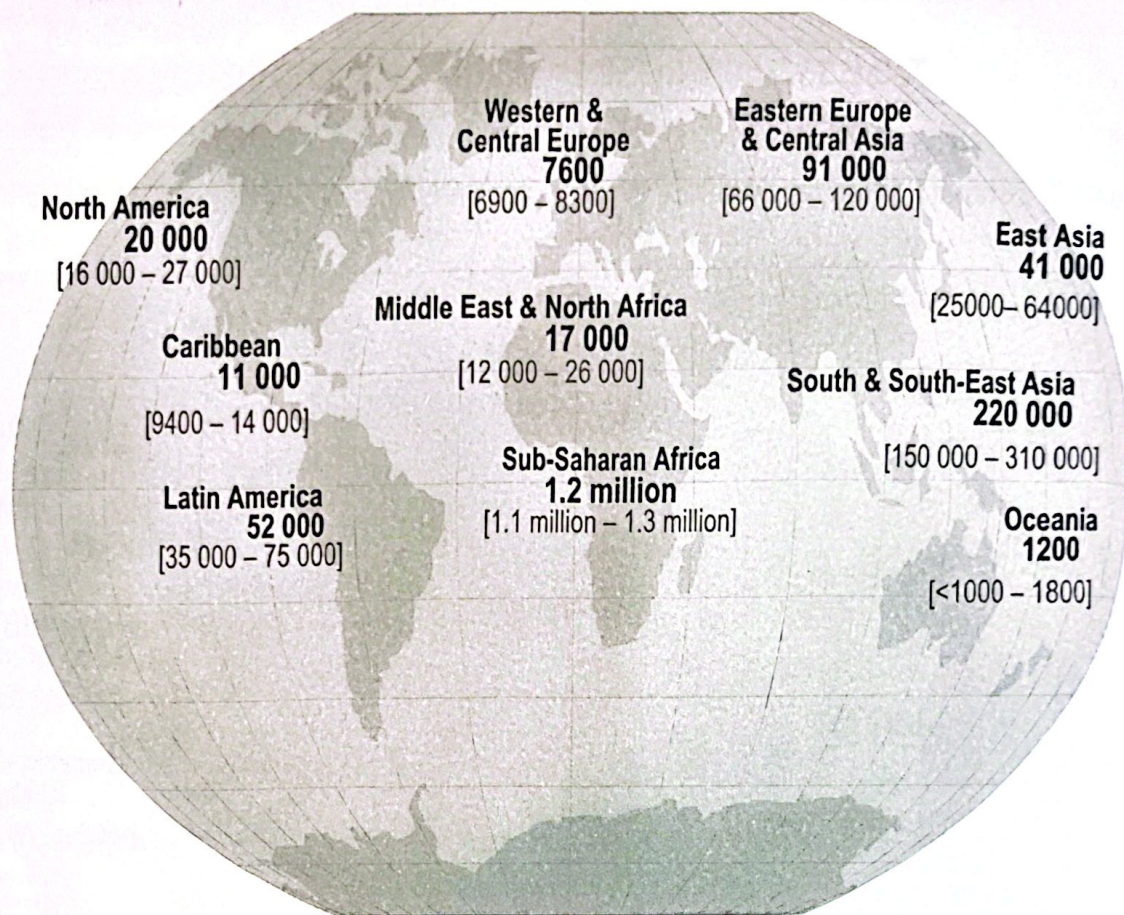 Western &
Central Europe
7600
[6900 – 8300]
Eastern Europe
& Central Asia
91 000
[66 000 – 120 000]
North America
20 000
[16 000 – 27 000]
East Asia
41 000
[25000– 64000]
Middle East & North Africa
17 000
[12 000 – 26 000]
Caribbean
11 000
[9400 – 14 000]
South & South-East Asia
220 000
[150 000 – 310 000]
Sub-Saharan Africa
1.2 million
[1.1 million – 1.3 million]
Latin America
52 000
[35 000 – 75 000]
Oceania
1200
[<1000 – 1800]